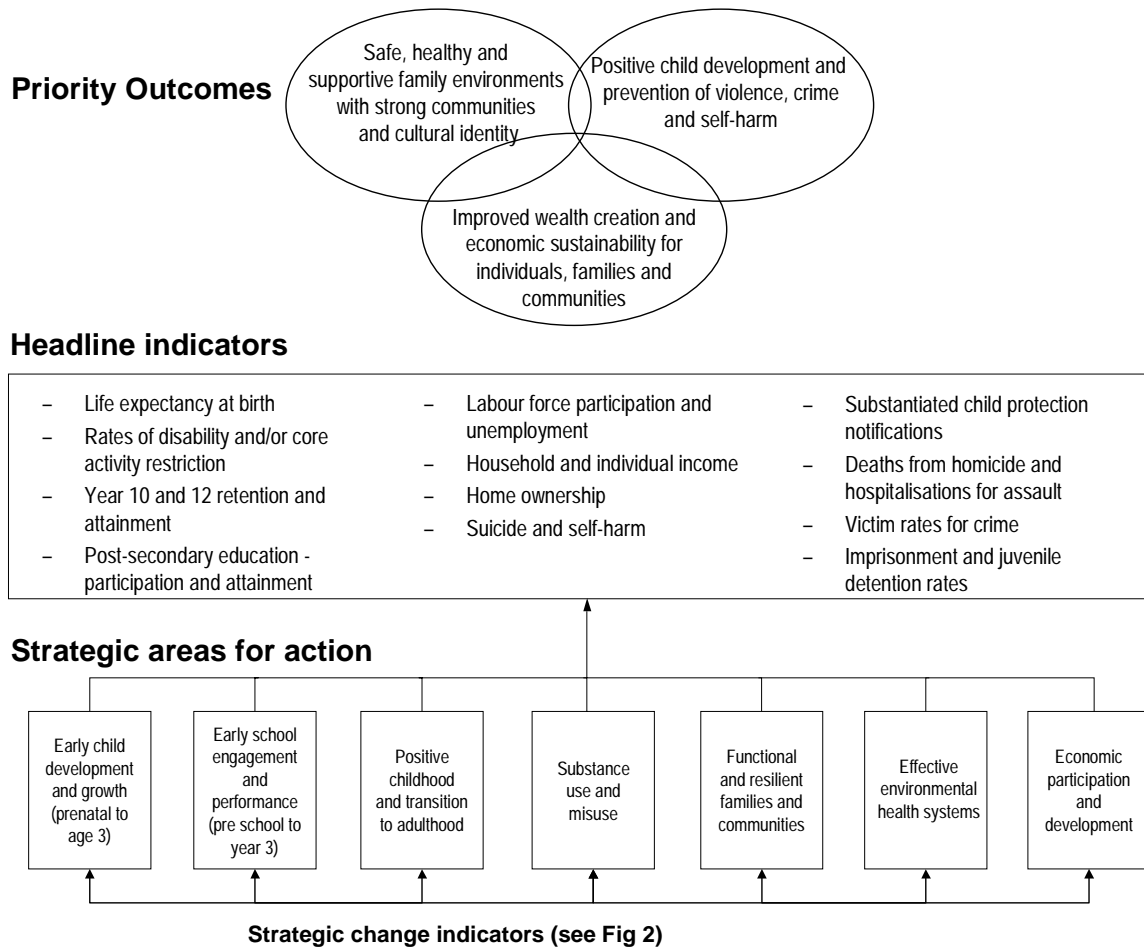 Priority Outcomes
Safe, healthy and
supportive family environments
with strong communities
and cultural identity
Positive child development and
prevention of violence, crime
and self-harm
Improved wealth creation and
economic sustainability for
individuals, families and
communities
Headline indicators
– Life expectancy at birth
– Rates of disability and/or core
activity restriction
– Year 10 and 12 retention and
attainment
– Post-secondary education -
participation and attainment
– Labour force participation and
unemployment
– Household and individual income
– Home ownership
– Suicide and self-harm
– Substantiated child protection
notifications
– Deaths from homicide and
hospitalisations for assault
– Victim rates for crime
– Imprisonment and juvenile
detention rates
Strategic areas for action
Early child
development
and growth
(prenatal to
age 3)
Early school
engagement
and
performance
(pre school to
year 3)
Positive
childhood
and transition
to adulthood
Substance
use and
misuse
Functional
and resilient
families and
communities
Effective
environmental
health systems
Economic
participation
and
development
Strategic change indicators (see Fig 2)